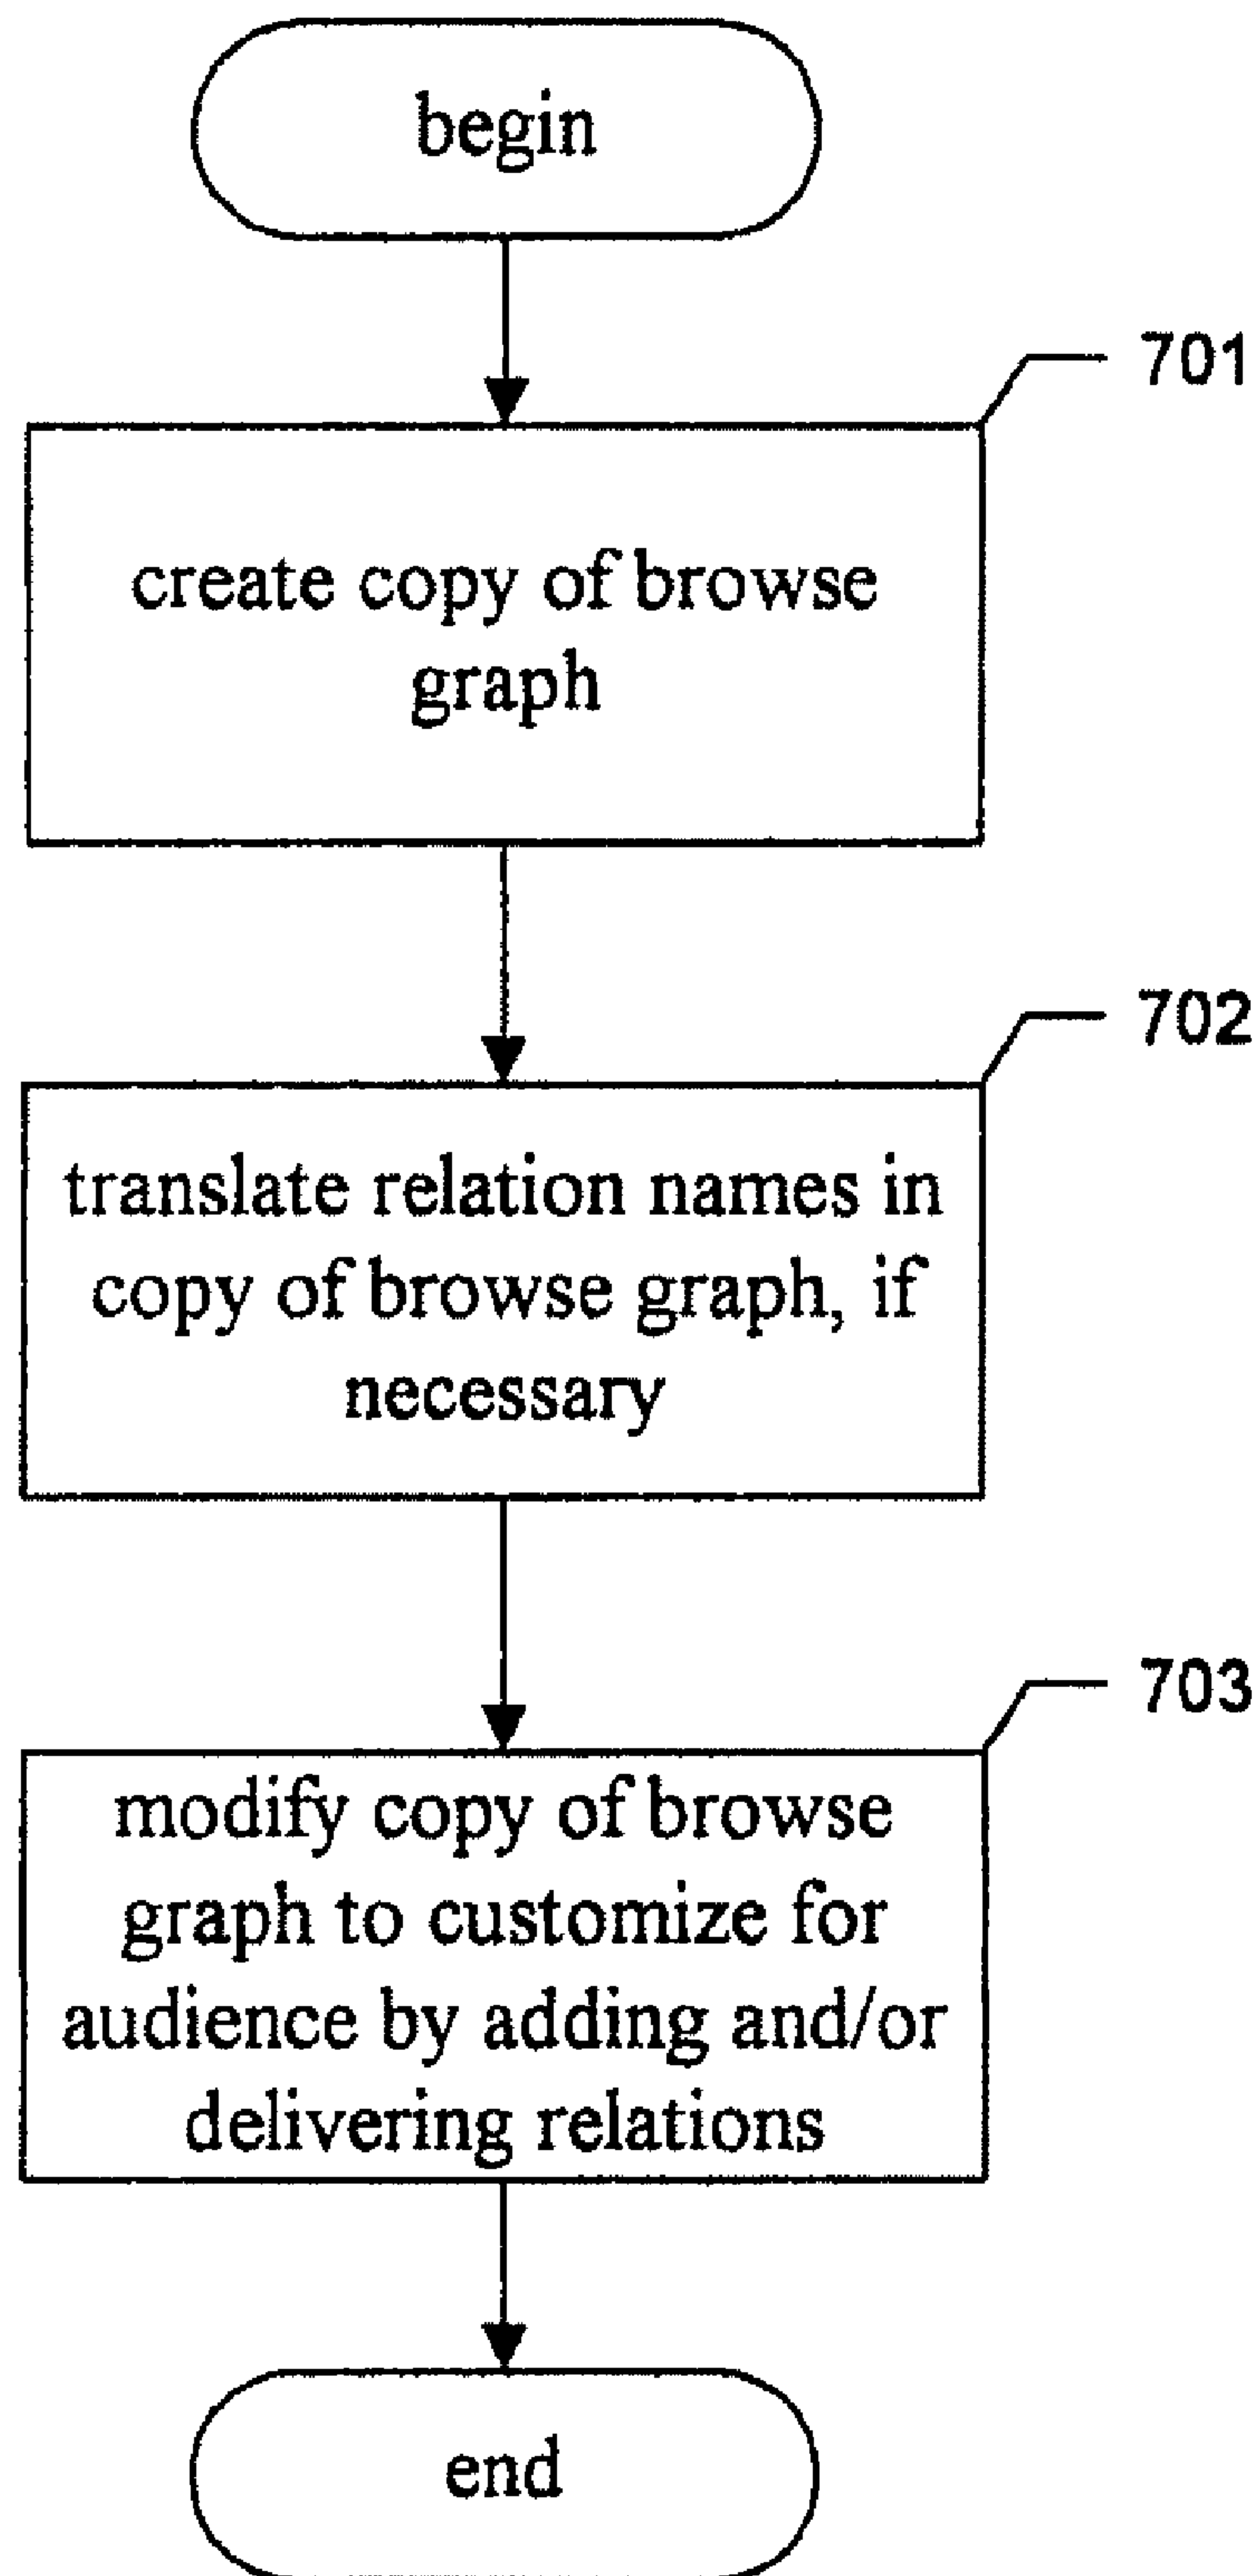 begin
701
create copy of browse
graph
702
translate relation names in
copy of browse graph, if
necessary
703
modify copy of browse
graph to customize for
audience by adding and/or
delivering relations
end